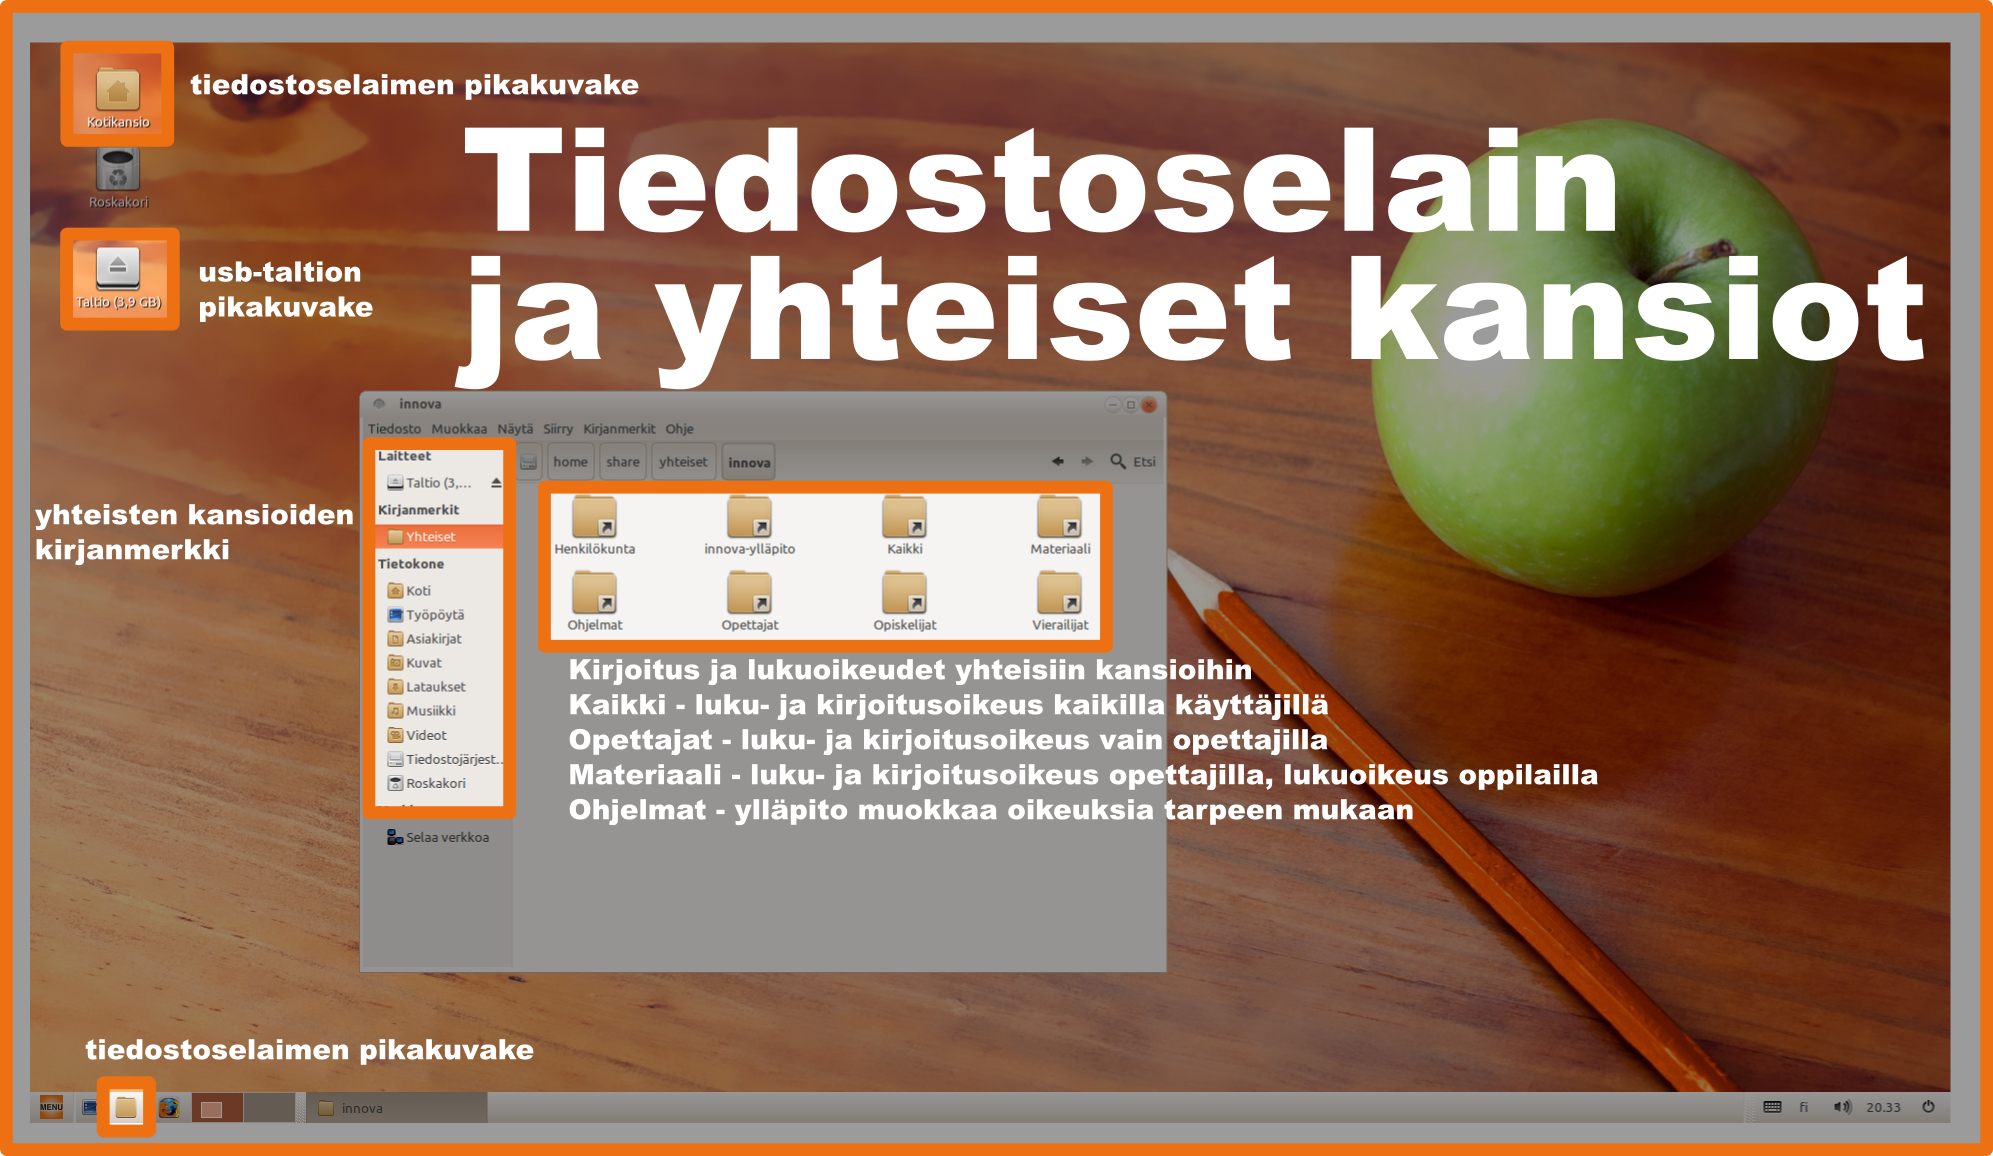 Kotikansio
tiedostoselaimen pikakuvake
Tiedostoselain
ja yhteiset kansiot
Roskakori
Taltio (3,9 GB)
usb-taltion
pikakuvake
innova
Tiedosto Muokkaa Näytä Siirry Kirjanmerkit Ohje
home share yhteiset innova Etsi
yhteisten kansioiden
kirjanmerkki
Laitteet
Taltio (3,...
Kirjanmerkit
Yhteiset
Tietokone
Koti
Työpöytä
Asiakirjat
Kuvat
Lataukset
Musiikki
Videot
Tiedostojärjest..
Roskakori
Selaa verkkoa
Henkilökunta innova-ylläpito Kaikki Materiaali
Ohjelmat Opettajat Opiskelijat Vierailijat
Kirjoitus ja lukuoikeudet yhteisiin kansioihin
Kaikki - luku- ja kirjoitusoikeus kaikilla käyttäjillä
Opettajat - luku- ja kirjoitusoikeus vain opettajilla
Materiaali - luku- ja kirjoitusoikeus opettajilla, lukuoikeus oppilailla
Ohjelmat - ylläpito muokkaa oikeuksia tarpeen mukaan
tiedostoselaimen pikakuvake
MENU innova fi 20.33